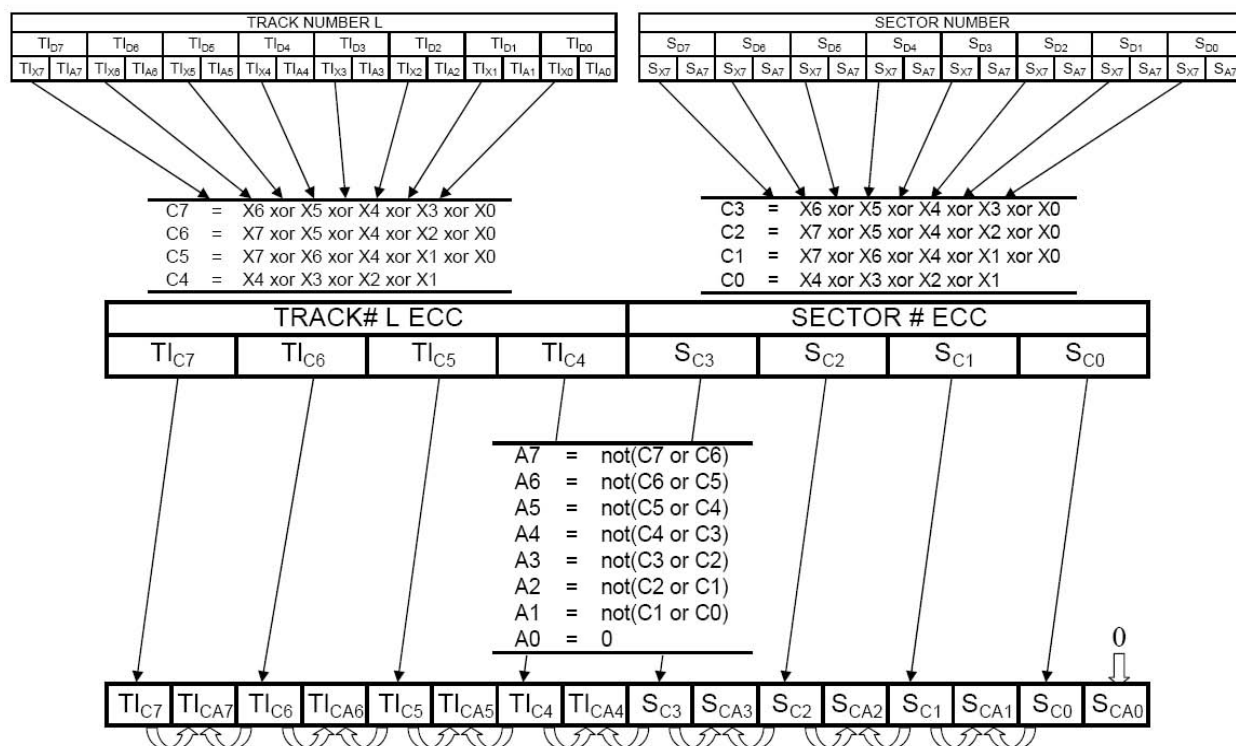 TRACK NUMBER L
TI_D7 TI_D6 TI_D5 TI_D4 TI_D3 TI_D2 TI_D1 TI_D0
TI_X7 TI_A7 TI_X6 TI_A6 TI_X5 TI_A5 TI_X4 TI_A4 TI_X3 TI_A3 TI_X2 TI_A2 TI_X1 TI_A1 TI_X0 TI_A0
SECTOR NUMBER
S_D7 S_D6 S_D5 S_D4 S_D3 S_D2 S_D1 S_D0
S_X7 S_A7 S_X7 S_A7 S_X7 S_A7 S_X7 S_A7 S_X7 S_A7 S_X7 S_A7 S_X7 S_A7 S_X7 S_A7
C7 = X6 xor X5 xor X4 xor X3 xor X0
C6 = X7 xor X5 xor X4 xor X2 xor X0
C5 = X7 xor X6 xor X4 xor X1 xor X0
C4 = X4 xor X3 xor X2 xor X1
C3 = X6 xor X5 xor X4 xor X3 xor X0
C2 = X7 xor X5 xor X4 xor X2 xor X0
C1 = X7 xor X6 xor X4 xor X1 xor X0
C0 = X4 xor X3 xor X2 xor X1
TRACK# L ECC SECTOR # ECC
TI_C7 TI_C6 TI_C5 TI_C4 S_C3 S_C2 S_C1 S_C0
A7 = not(C7 or C6)
A6 = not(C6 or C5)
A5 = not(C5 or C4)
A4 = not(C4 or C3)
A3 = not(C3 or C2)
A2 = not(C2 or C1)
A1 = not(C1 or C0)
A0 = 0
0
TI_C7 TI_CA7 TI_C6 TI_CA6 TI_C5 TI_CA5 TI_C4 TI_CA4 S_C3 S_CA3 S_C2 S_CA2 S_C1 S_CA1 S_C0 S_CA0